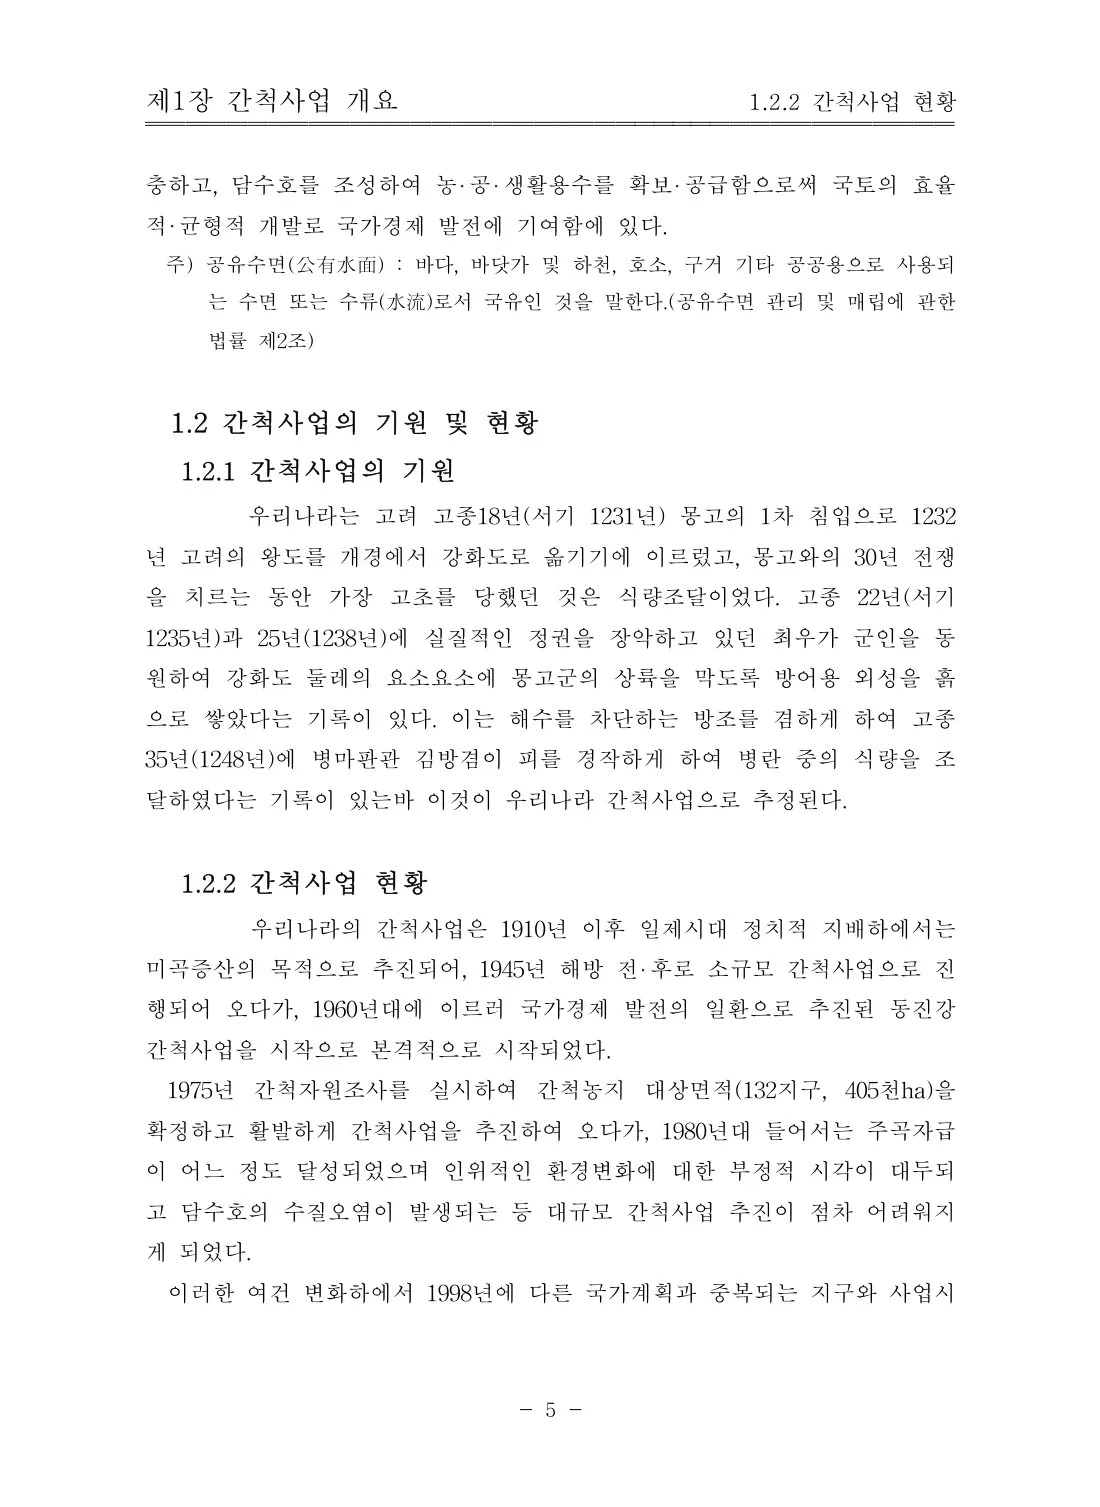 제1장 간척사업 개요
1.2.2 간척사업 현황
충하고, 담수호를 조성하여 농·공·생활용수를 확보·공급함으로써 국토의 효율
적·균형적 개발로 국가경제 발전에 기여함에 있다.
주) 공유수면(公有水面) : 바다, 바닷가 및 하천, 호소, 구거 기타 공공용으로 사용되
는 수면 또는 수류(水流)로서 국유인 것을 말한다.(공유수면 관리 및 매립에 관한
법률 제2조)
1.2 간척사업의 기원 및 현황
1.2.1 간척사업의 기원
우리나라는 고려 고종18년(서기 1231년) 몽고의 1차 침입으로 1232
년 고려의 왕도를 개경에서 강화도로 옮기기에 이르렀고, 몽고와의 30년 전쟁
을 치르는 동안 가장 고초를 당했던 것은 식량조달이었다. 고종 22년(서기
1235년)과 25년(1238년)에 실질적인 정권을 장악하고 있던 최우가 군인을 동
원하여 강화도 둘레의 요소요소에 몽고군의 상륙을 막도록 방어용 외성을 흙
으로 쌓았다는 기록이 있다. 이는 해수를 차단하는 방조를 겸하게 하여 고종
35년(1248년)에 병마판관 김방겸이 피를 경작하게 하여 병란 중의 식량을 조
달하였다는 기록이 있는바 이것이 우리나라 간척사업으로 추정된다.
1.2.2 간척사업 현황
우리나라의 간척사업은 1910년 이후 일제시대 정치적 지배하에서는
미곡증산의 목적으로 추진되어, 1945년 해방 전·후로 소규모 간척사업으로 진
행되어 오다가, 1960년대에 이르러 국가경제 발전의 일환으로 추진된 동진강
간척사업을 시작으로 본격적으로 시작되었다.
1975년 간척자원조사를 실시하여 간척농지 대상면적(132지구, 405천ha)을
확정하고 활발하게 간척사업을 추진하여 오다가, 1980년대 들어서는 주곡자급
이 어느 정도 달성되었으며 인위적인 환경변화에 대한 부정적 시각이 대두되
고 담수호의 수질오염이 발생되는 등 대규모 간척사업 추진이 점차 어려워지
게 되었다.
이러한 여건 변화하에서 1998년에 다른 국가계획과 중복되는 지구와 사업시
- 5 -